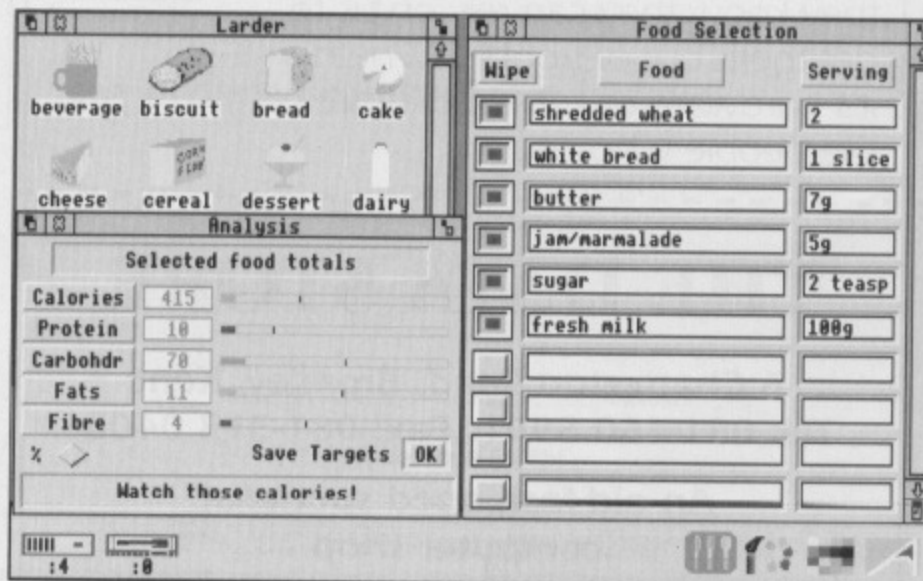 Larder
beverage biscuit bread cake
CORN
FLAK
cheese cereal dessert dairy
Analysis
Selected food totals
Calories 415
Protein 10
Carbohdr 70
Fats 11
Fibre 4
% Save Targets OK
Watch those calories!
Food Selection
Wipe Food Serving
shredded wheat 2
white bread 1 slice
butter 7g
jam/marmalade 5g
sugar 2 teasp
fresh milk 100g
:4 :0